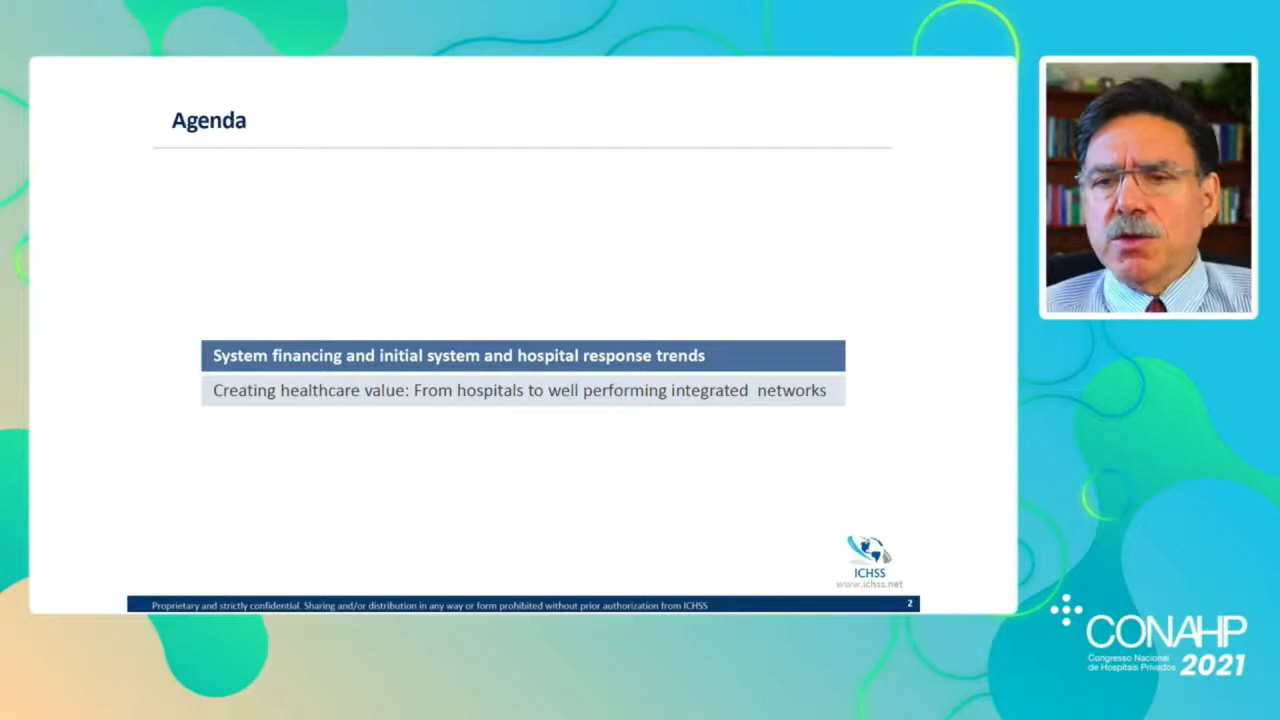 Agenda
System financing and initial system and hospital response trends
Creating healthcare value: From hospitals to well performing integrated networks
ICHSS
www.ichss.net
Proprietary and strictly confidential. Sharing and/or distribution in any way or form prohibited without prior authorization from ICHSS
2
CONAHP
Congresso Nacional
de Hospitais Privados
2021